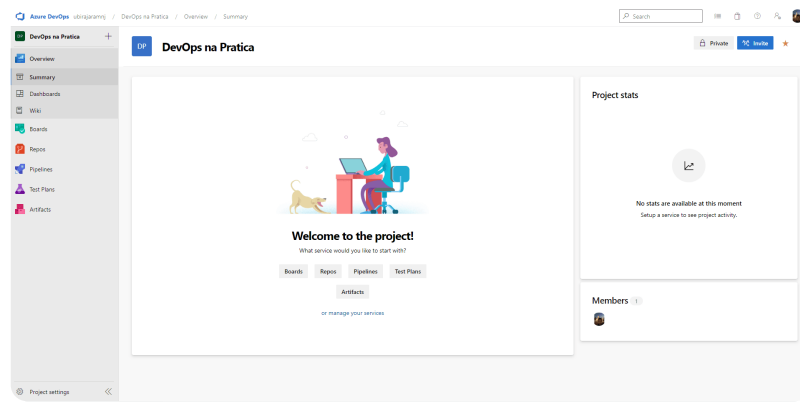 Azure DevOps ubirajaramnj / DevOps na Pratica / Overview / Summary
Search
DP DevOps na Pratica +
Overview
Summary
Dashboards
Wiki
Boards
Repos
Pipelines
Test Plans
Artifacts
Project settings
DP DevOps na Pratica
Private
Invite
Welcome to the project!
What service would you like to start with?
Boards Repos Pipelines Test Plans
Artifacts
or manage your services
Project stats
No stats are available at this moment
Setup a service to see project activity.
Members 1